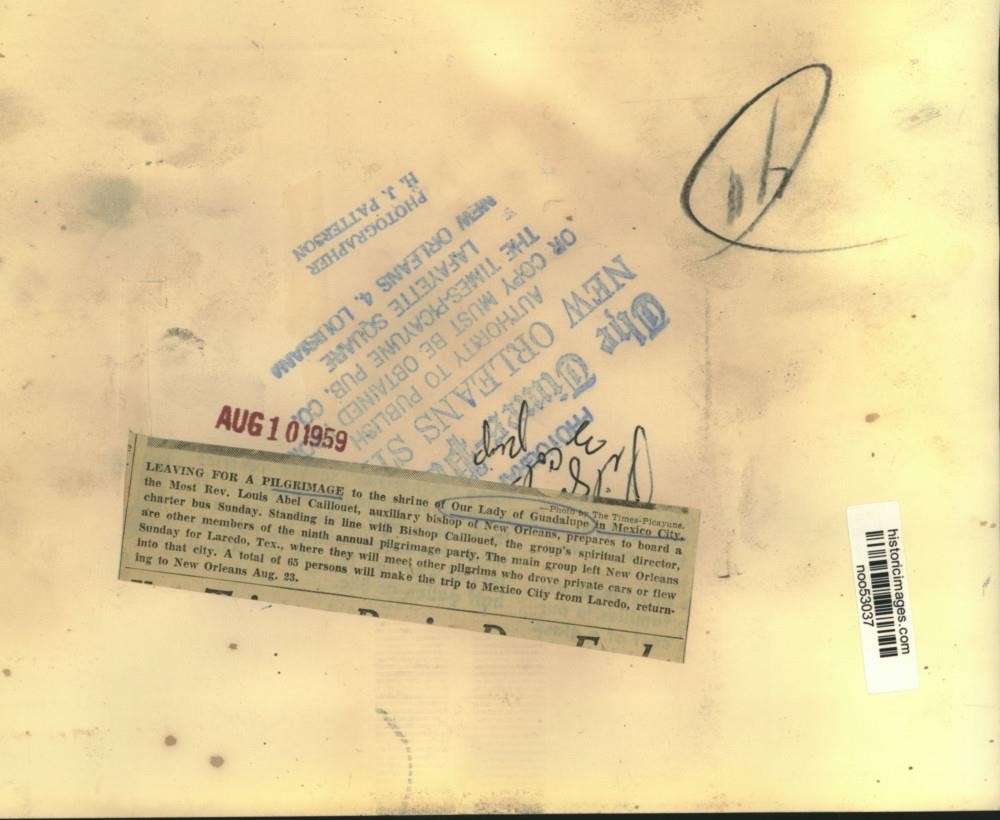 PHOTOGRAPHER
H. J. PATTERSON
The Times
NEW ORLEANS
AUTHORITY TO PUBLISH
OR COPY MUST BE OBTAINED
THE TIMES-PICAYUNE PUB. CO.
LAFAYETTE SQUARE
NEW ORLEANS 4, LOUISIANA
AUG 10 1959
—Photo by The Times-Picayune.
LEAVING FOR A PILGRIMAGE to the shrine of Our Lady of Guadalupe in Mexico City,
the Most Rev. Louis Abel Caillouet, auxiliary bishop of New Orleans, prepares to board a
charter bus Sunday. Standing in line with Bishop Caillouet, the group's spiritual director,
are other members of the ninth annual pilgrimage party. The main group left New Orleans
Sunday for Laredo, Tex., where they will meet other pilgrims who drove private cars or flew
into that city. A total of 65 persons will make the trip to Mexico City from Laredo, return-
ing to New Orleans Aug. 23.
historicimages.com
noo53037